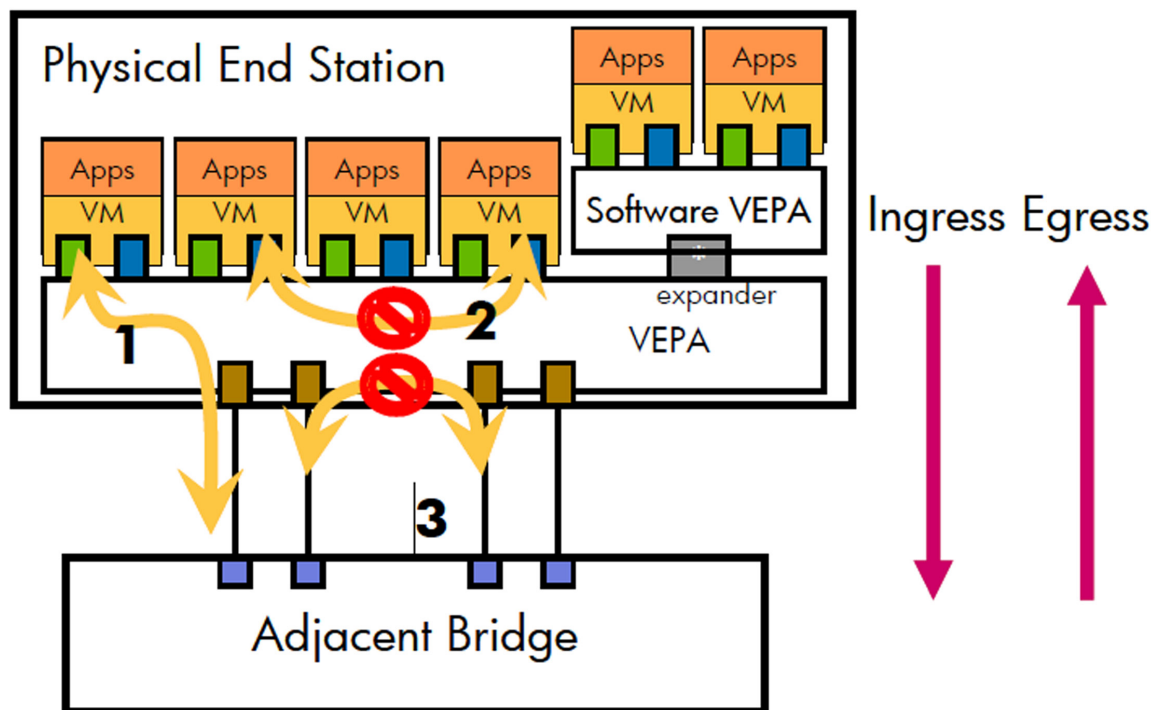 Physical End Station
Apps
VM
Apps
VM
Apps
VM
Apps
VM
Apps
VM
Apps
VM
Software VEPA
*
expander
VEPA
1
2
3
Ingress Egress
Adjacent Bridge